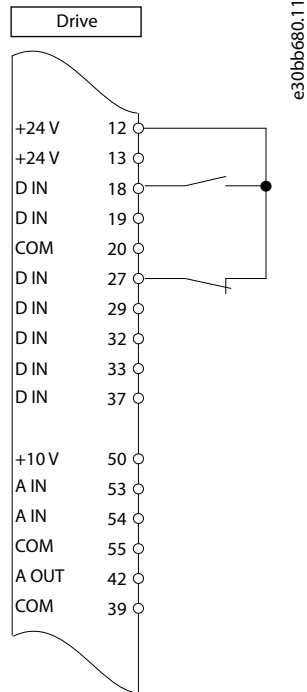 Drive
e30bb680.11
+24 V 12
+24 V 13
D IN 18
D IN 19
COM 20
D IN 27
D IN 29
D IN 32
D IN 33
D IN 37
+10 V 50
A IN 53
A IN 54
COM 55
A OUT 42
COM 39